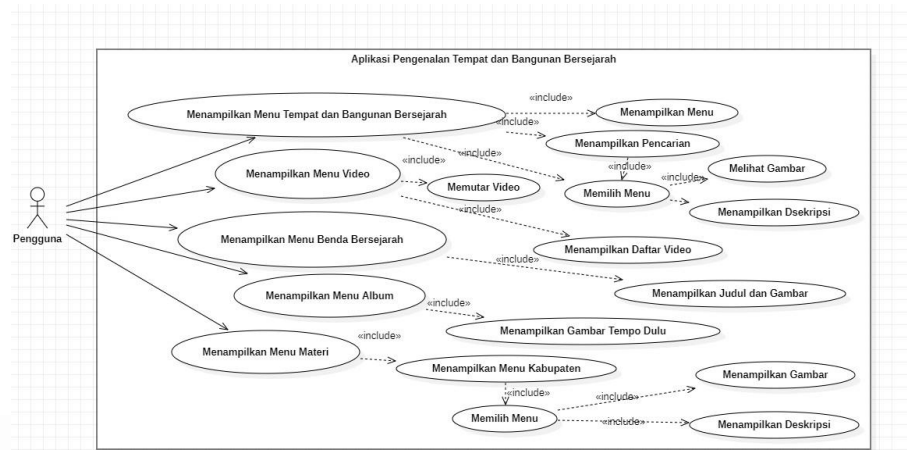 Aplikasi Pengenalan Tempat dan Bangunan Bersejarah
«include»
Menampilkan Menu Tempat dan Bangunan Bersejarah
Menampilkan Menu
«include»
Menampilkan Pencarian
«include»
«include»
«include»
Menampilkan Menu Video
Memutar Video
Memilih Menu
«include»
Melihat Gambar
«include»
Menampilkan Dsekripsi
Pengguna
Menampilkan Menu Benda Bersejarah
Menampilkan Daftar Video
«include»
Menampilkan Judul dan Gambar
Menampilkan Menu Album
«include»
Menampilkan Gambar Tempo Dulu
Menampilkan Menu Materi
«include»
Menampilkan Menu Kabupaten
Menampilkan Gambar
«include»
«include»
Memilih Menu
«include»
Menampilkan Deskripsi